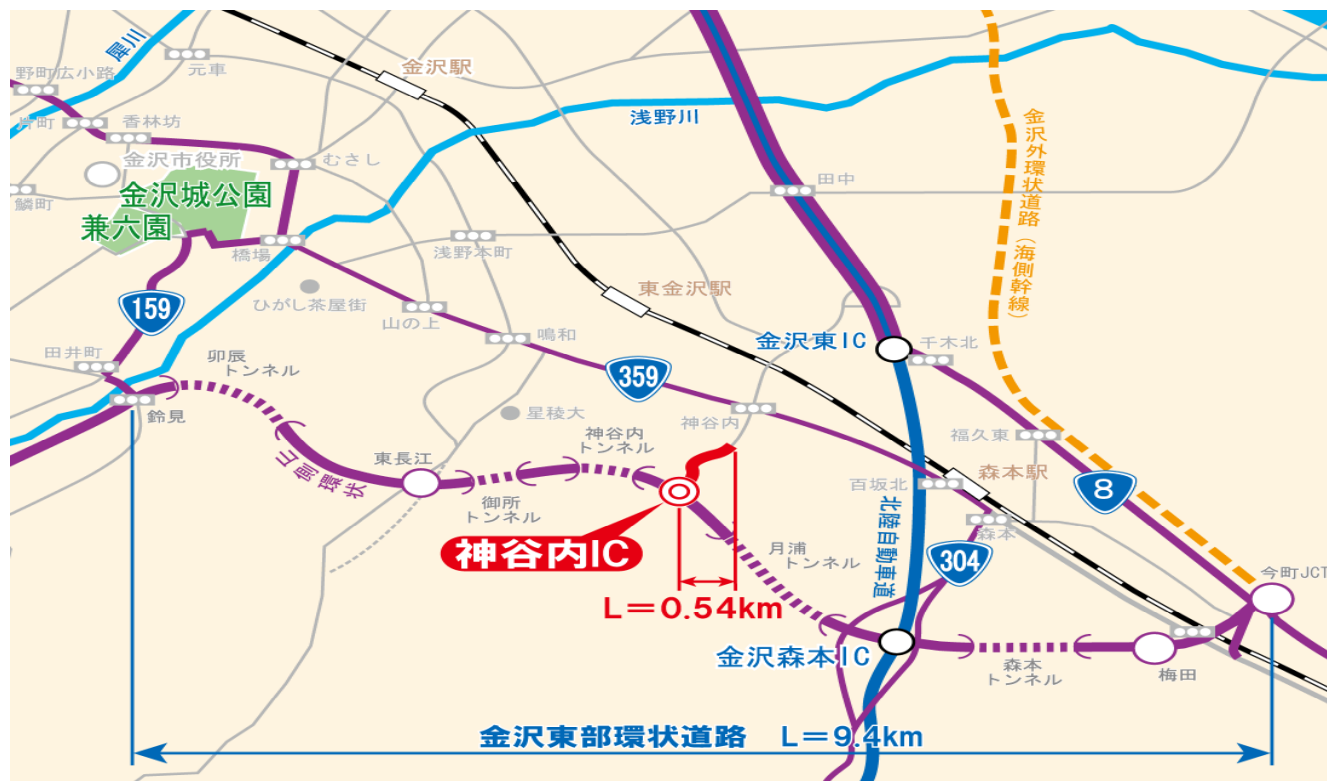 犀川
元車
金沢駅
野町広小路
片町
香林坊
浅野川
金沢外環状道路（海側幹線）
金沢市役所
むさし
田中
鱗町
金沢城公園
兼六園
橋場
浅野本町
159
ひがし茶屋街
山の上
東金沢駅
鳴和
金沢東IC
千木北
田井町
卯辰
トンネル
359
鈴見
星稜大
神谷内
神谷内
トンネル
福久東
山側環状
東長江
森本駅
百坂北
8
御所
トンネル
北陸自動車道
森本
神谷内IC
月浦
トンネル
304
今町JCT
L＝0.54km
金沢森本IC
森本
トンネル
梅田
金沢東部環状道路　L＝9.4km